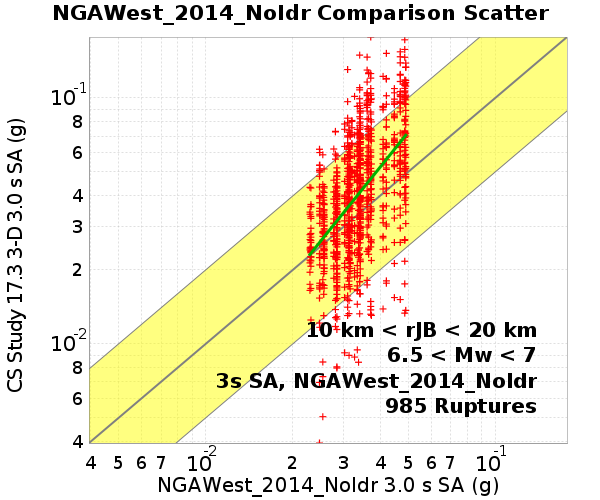 NGAWest_2014_NoIdr Comparison Scatter
CS Study 17.3 3-D 3.0 s SA (g)
10⁻¹
8
6
4
3
2
10⁻²
8
6
4
10 km < rJB < 20 km
6.5 < Mw < 7
3s SA, NGAWest_2014_NoIdr
985 Ruptures
4 5 6 7 10⁻² 2 3 4 5 6 7 10⁻¹
NGAWest_2014_NoIdr 3.0 s SA (g)